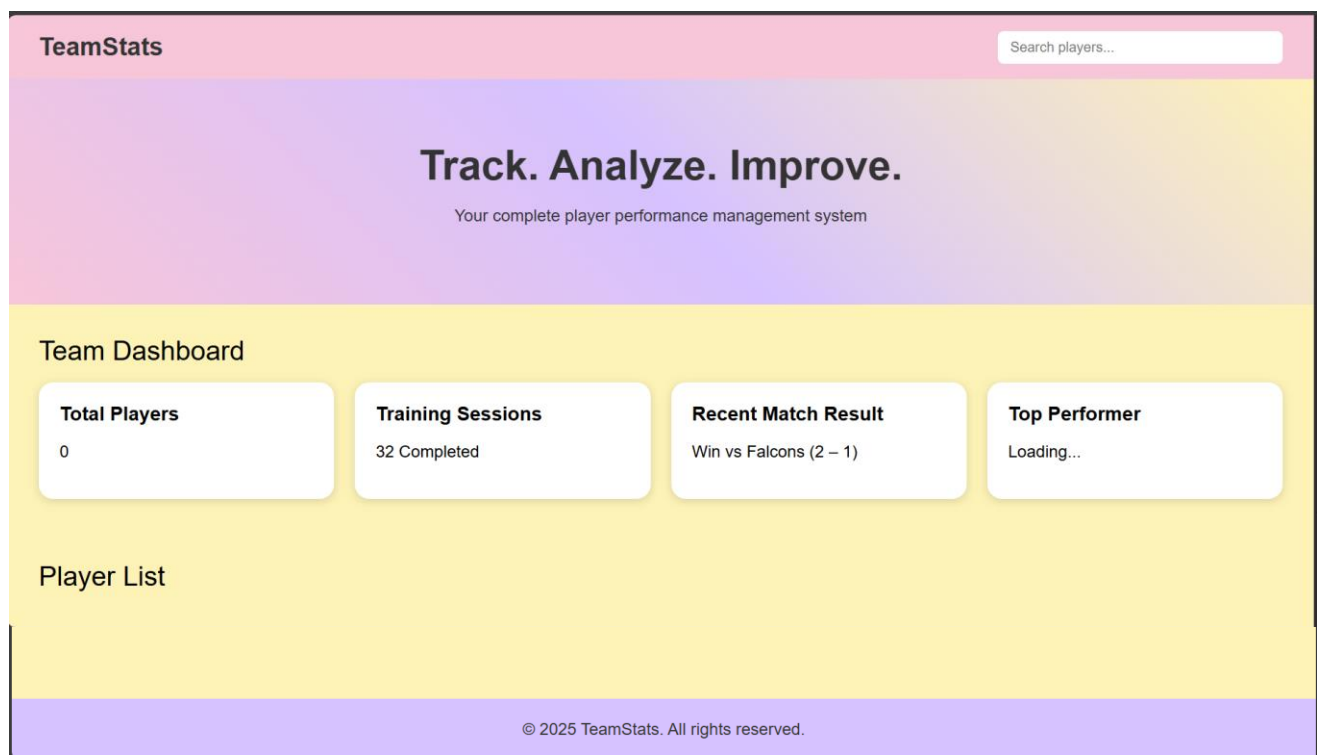 TeamStats
Search players...
Track. Analyze. Improve.
Your complete player performance management system
Team Dashboard
Total Players
0
Training Sessions
32 Completed
Recent Match Result
Win vs Falcons (2 – 1)
Top Performer
Loading...
Player List
© 2025 TeamStats. All rights reserved.